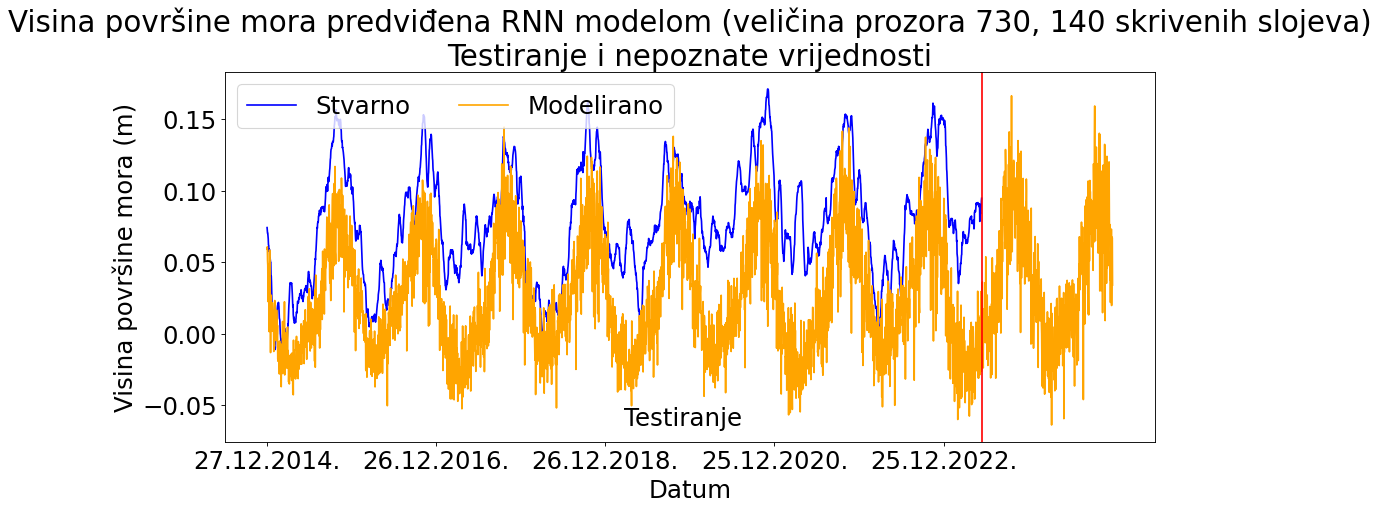 Visina površine mora predviđena RNN modelom (veličina prozora 730, 140 skrivenih slojeva)
Testiranje i nepoznate vrijednosti
Stvarno
Modelirano
Visina površine mora (m)
0.15
0.10
0.05
0.00
−0.05
Testiranje
27.12.2014.
26.12.2016.
26.12.2018.
25.12.2020.
25.12.2022.
Datum